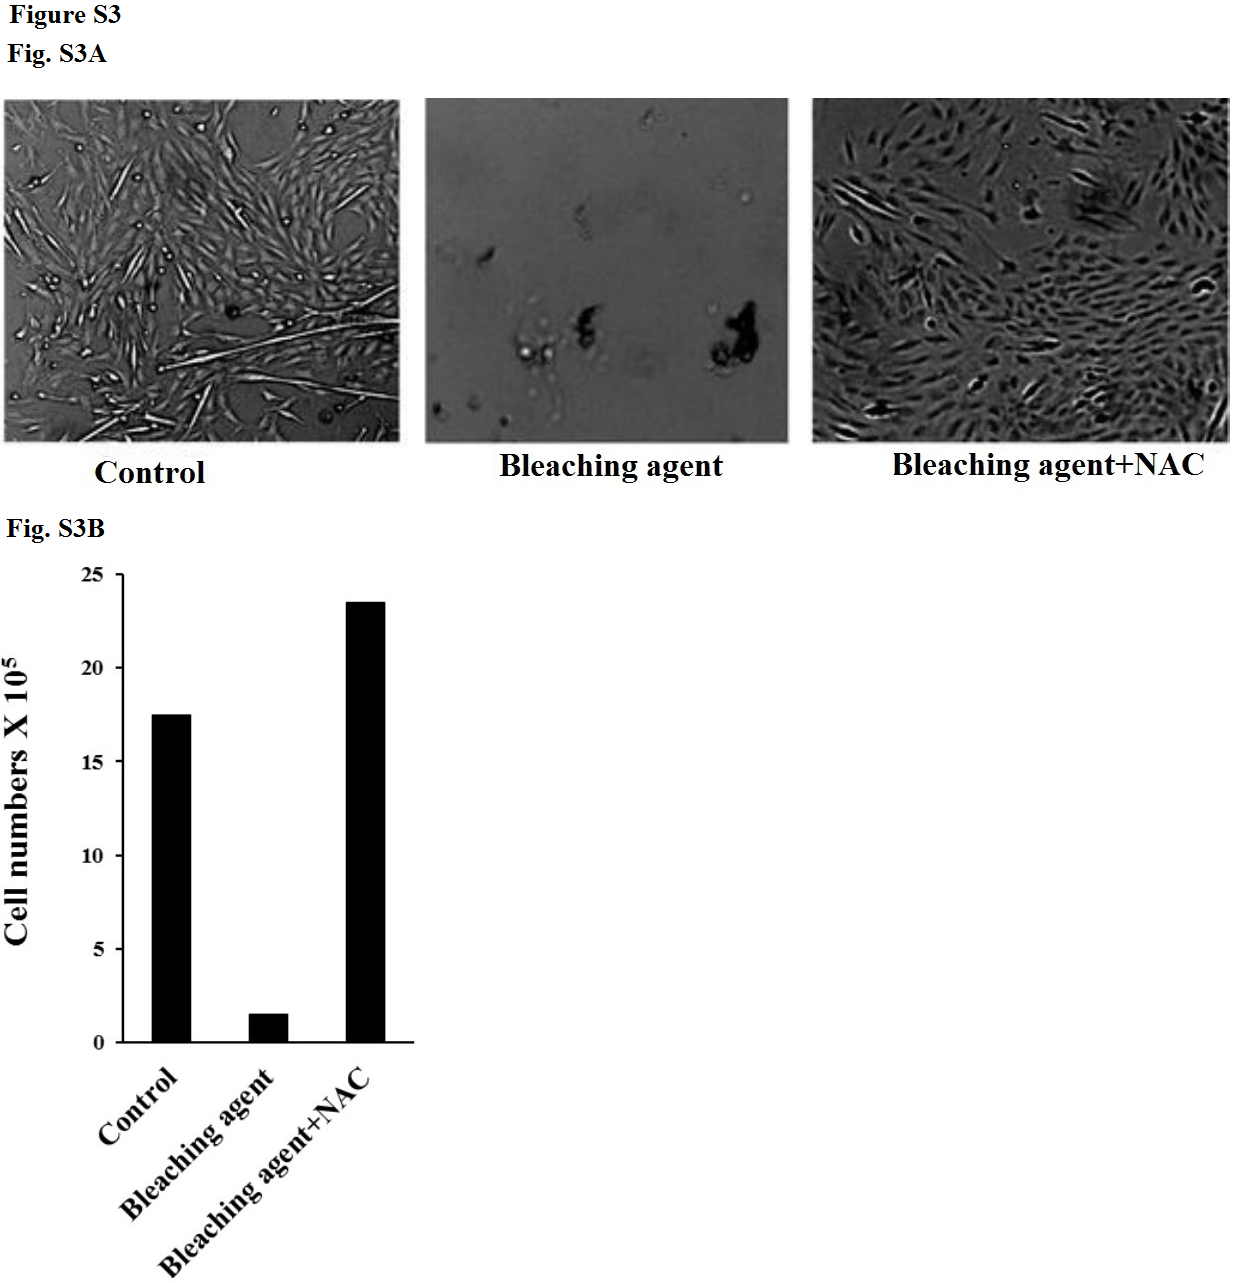 Figure S3
Fig. S3A
Control
Bleaching agent
Bleaching agent+NAC
Fig. S3B
Cell numbers X 10⁵
25
20
15
10
5
0
Control
Bleaching agent
Bleaching agent+NAC